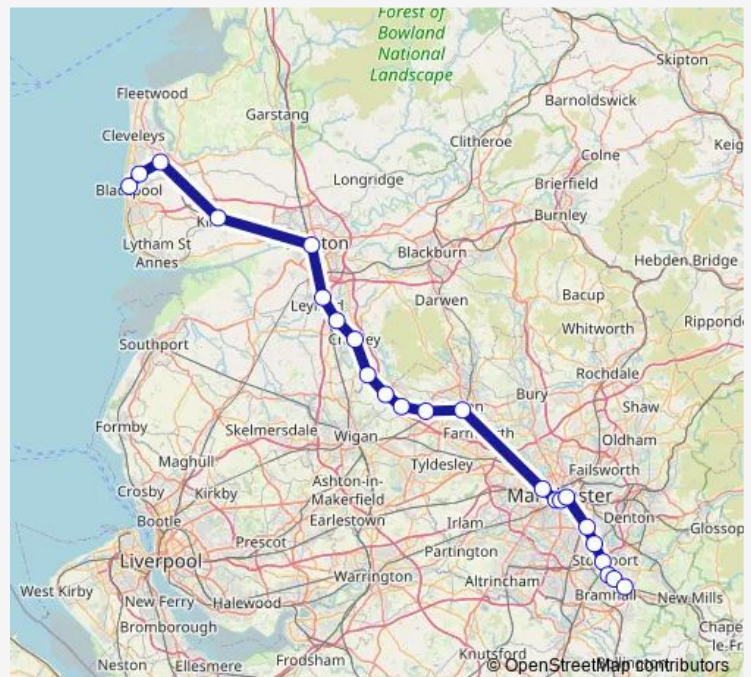 Forest of
Bowland
National
Landscape
Skipton
Fleetwood
Garstang
Barnoldswick
Cleveleys
Clitheroe
Colne
Keig
Longridge
Brierfield
Burnley
Lytham St
Annes
Blackburn
Hebden Bridge
Darwen
Bacup
Whitworth
Ripponde
Southport
Rochdale
Bury
Shaw
Formby
Skelmersdale
Wigan
Oldham
Maghull
Tyldesley
Failsworth
Crosby
Kirkby
Ashton-in-
Makerfield
Bootle
Earlestown
Irlam
Denton
Glossop
Prescot
Partington
Liverpool
Warrington
Altrincham
West Kirby
New Ferry
Halewood
Bramhall
New Mills
Bromborough
Chape
le-Fr
Knutsford
Neston
Ellesmere
Frodsham
© OpenStreetMap contributors